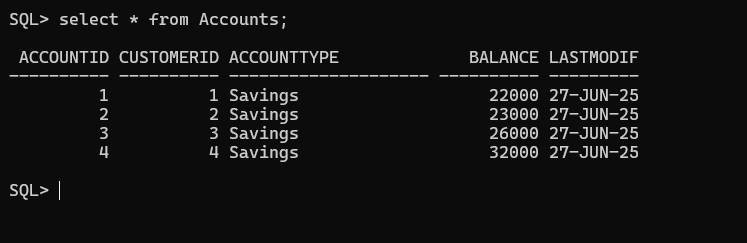 SQL> select * from Accounts;
 ACCOUNTID CUSTOMERID ACCOUNTTYPE             BALANCE LASTMODIF
---------- ---------- -------------------- ---------- ---------
         1          1 Savings                   22000 27-JUN-25
         2          2 Savings                   23000 27-JUN-25
         3          3 Savings                   26000 27-JUN-25
         4          4 Savings                   32000 27-JUN-25
SQL>